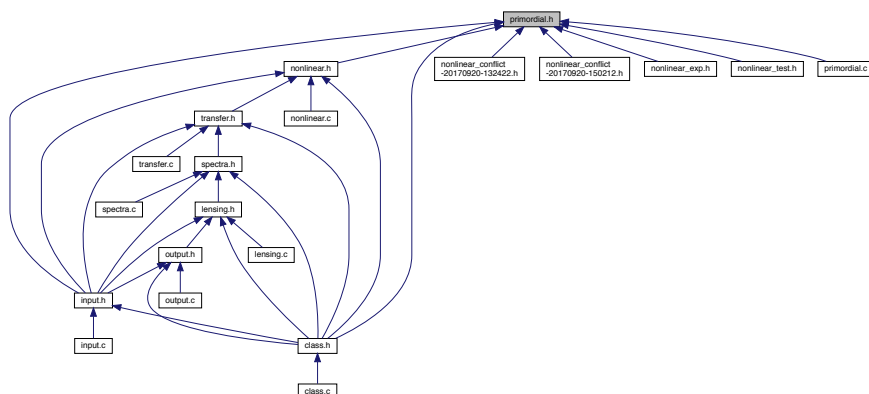 primordial.h
nonlinear.h
nonlinear_conflict
-20170920-132422.h
nonlinear_conflict
-20170920-150212.h
nonlinear_exp.h
nonlinear_test.h
primordial.c
transfer.h
nonlinear.c
transfer.c
spectra.h
spectra.c
lensing.h
output.h
lensing.c
input.h
output.c
input.c
class.h
class.c